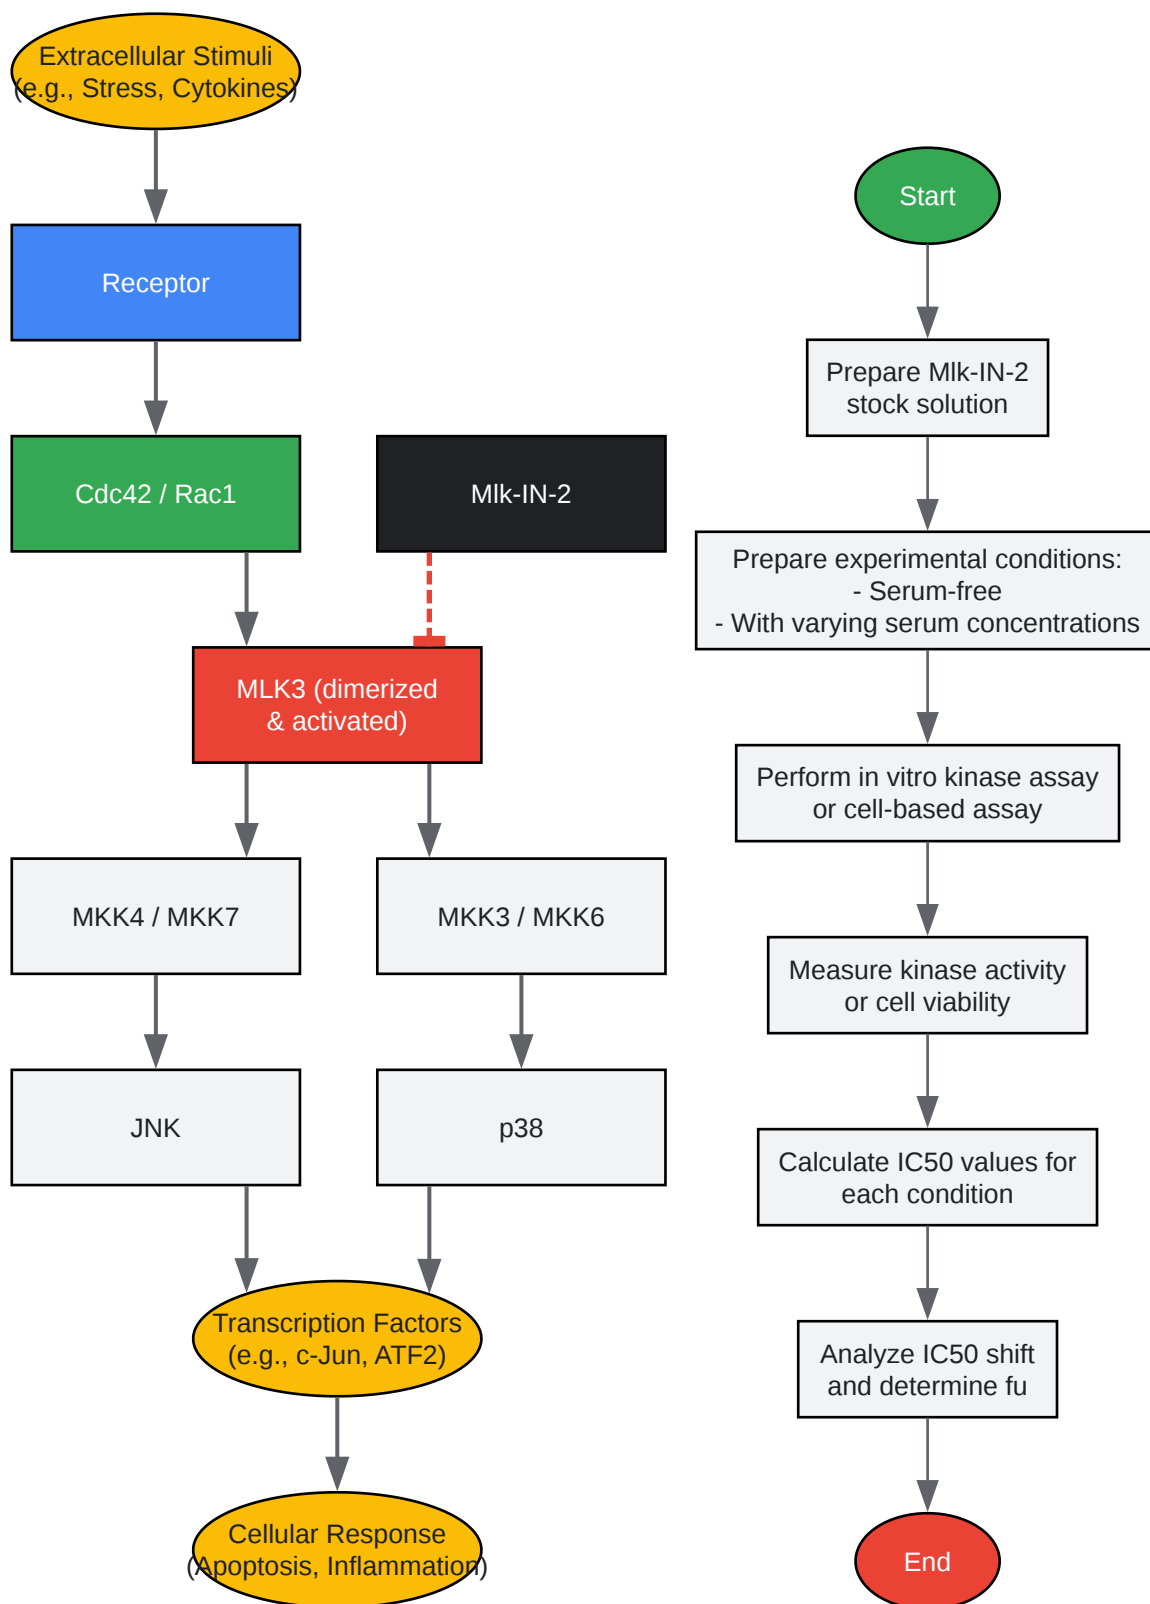 Extracellular Stimuli
(e.g., Stress, Cytokines)
Receptor
Cdc42 / Rac1
Mlk-IN-2
MLK3 (dimerized
& activated)
MKK4 / MKK7
MKK3 / MKK6
JNK
p38
Transcription Factors
(e.g., c-Jun, ATF2)
Cellular Response
(Apoptosis, Inflammation)
Start
Prepare Mlk-IN-2
stock solution
Prepare experimental conditions:
- Serum-free
- With varying serum concentrations
Perform in vitro kinase assay
or cell-based assay
Measure kinase activity
or cell viability
Calculate IC50 values for
each condition
Analyze IC50 shift
and determine fu
End